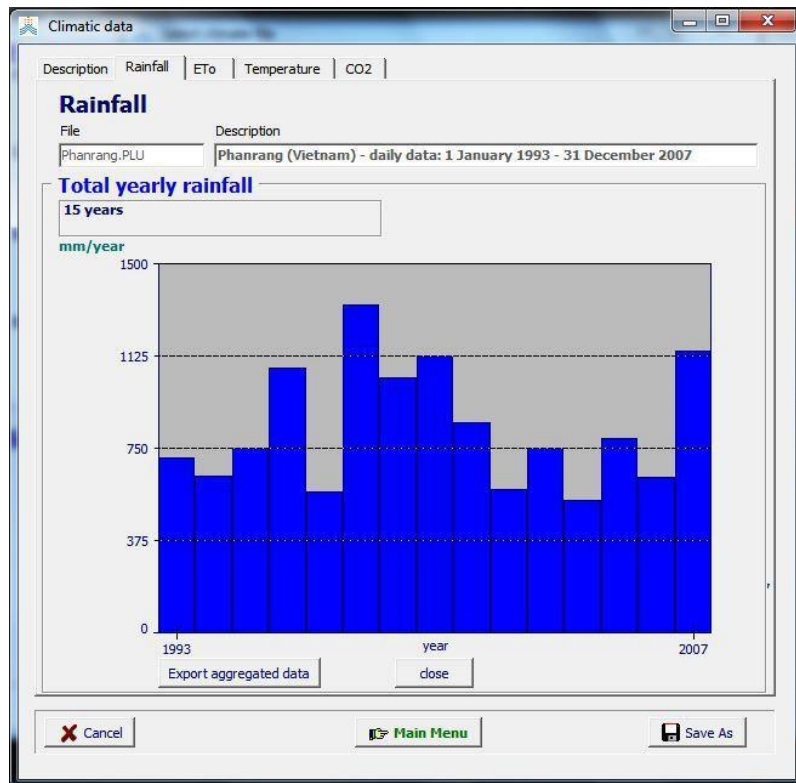 Climatic data
Description Rainfall ETo Temperature CO2
Rainfall
File Description
Phanrang.PLU Phanrang (Vietnam) - daily data: 1 January 1993 - 31 December 2007
Total yearly rainfall
15 years
mm/year
1500
1125
750
375
0
1993 year 2007
Export aggregated data close
Cancel Main Menu Save As